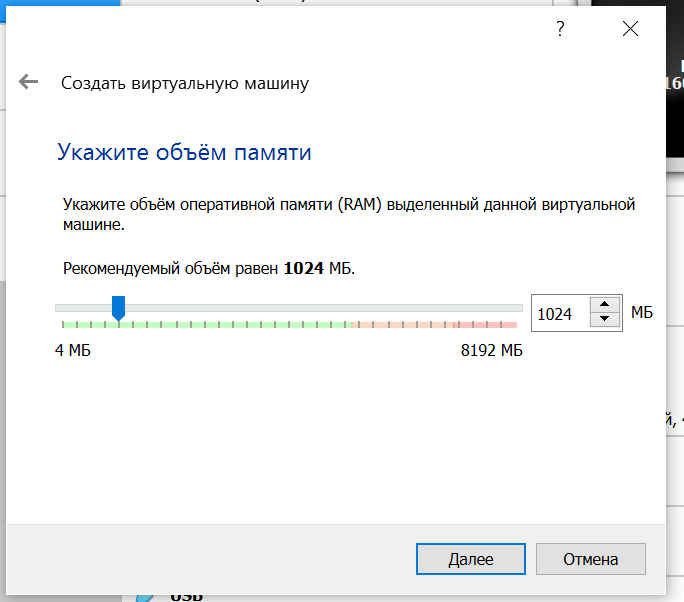 ?
Создать виртуальную машину
Укажите объём памяти
Укажите объём оперативной памяти (RAM) выделенный данной виртуальной
машине.
Рекомендуемый объём равен 1024 МБ.
1024 МБ
4 МБ 8192 МБ
Далее Отмена
USB